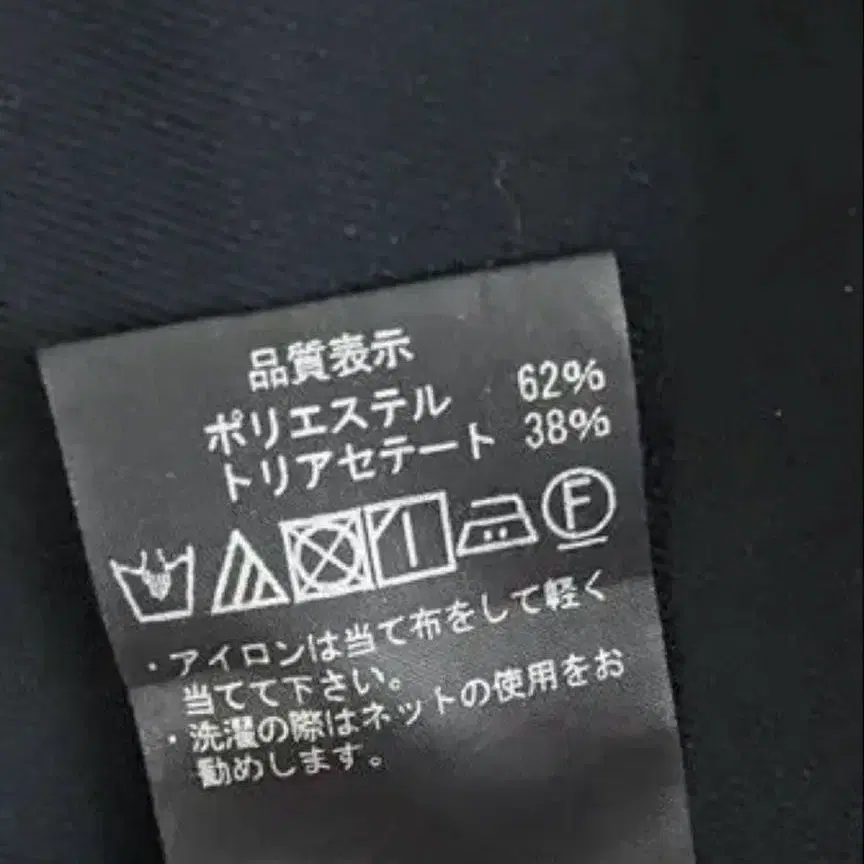 品質表示
ポリエステル 62%
トリアセテート 38%
F
・アイロンは当て布をして軽く
当てて下さい。
・洗濯の際はネットの使用をお
勧めします。